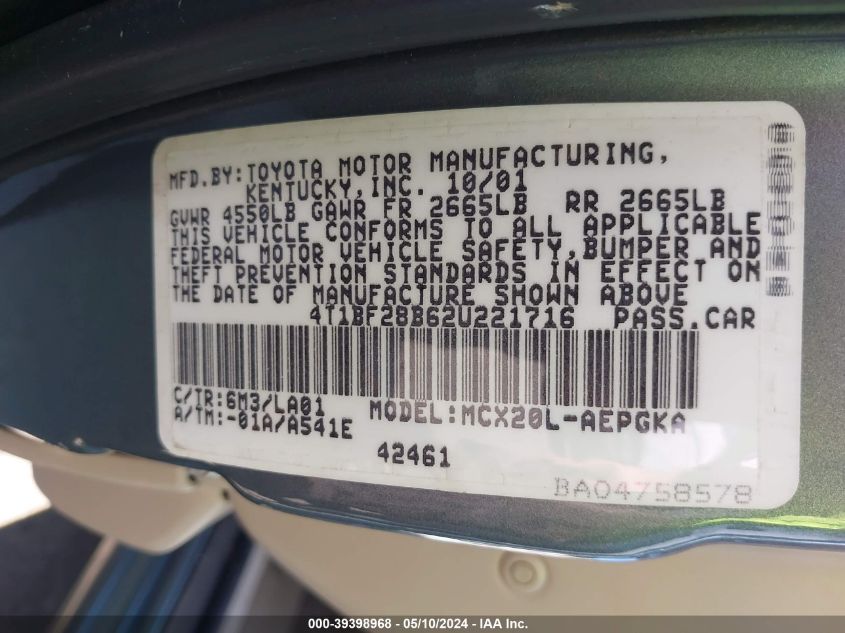 MFD.BY:TOYOTA MOTOR MANUFACTURING,
KENTUCKY,INC. 10/01
GVWR 4550LB GAWR FR 2665LB RR 2665LB
THIS VEHICLE CONFORMS TO ALL APPLICABLE
FEDERAL MOTOR VEHICLE SAFETY,BUMPER AND
THEFT PREVENTION STANDARDS IN EFFECT ON
THE DATE OF MANUFACTURE SHOWN ABOVE
4T1BF28B62U221716 PASS.CAR
C/TR:6M3/LA01
A/TM:-01A/A541E MODEL:MCX20L-AEPGKA
42461
BA04758578
000-39398968 - 05/10/2024 - IAA Inc.